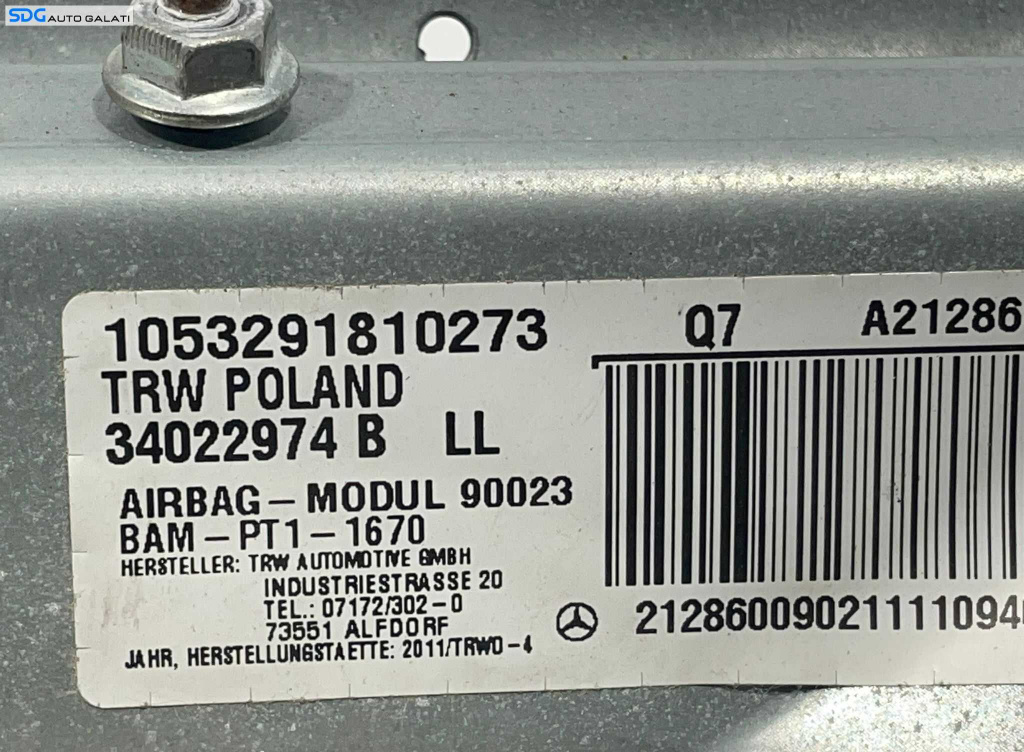 SDG AUTO GALATI
1053291810273 Q7 A21286
TRW POLAND
34022974 B LL
AIRBAG-MODUL 90023
BAM-PT1-1670
HERSTELLER: TRW AUTOMOTIVE GMBH
INDUSTRIESTRASSE 20
TEL.: 07172/302-0
73551 ALFDORF
JAHR, HERSTELLUNGSTAETTE: 2011/TRWO-4
21286009021111094